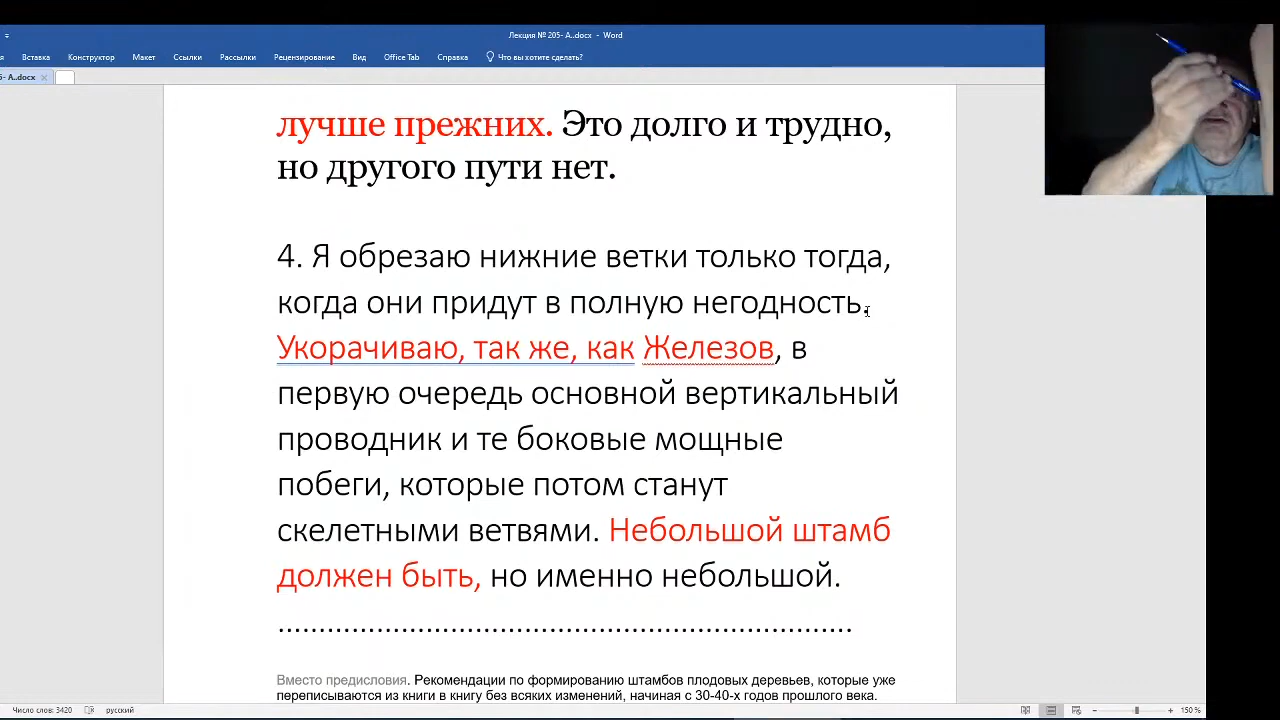 Лекция № 205- А..docx - Word
Вставка Конструктор Макет Ссылки Рассылки Рецензирование Вид Office Tab Справка Что вы хотите сделать?
А..docx
лучше прежних. Это долго и трудно,
но другого пути нет.
4. Я обрезаю нижние ветки только тогда,
когда они придут в полную негодность.
Укорачиваю, так же, как Железов, в
первую очередь основной вертикальный
проводник и те боковые мощные
побеги, которые потом станут
скелетными ветвями. Небольшой штамб
должен быть, но именно небольшой.
……………………………………………………………
Вместо предисловия. Рекомендации по формированию штамбов плодовых деревьев, которые уже
переписываются из книги в книгу без всяких изменений, начиная с 30-40-х годов прошлого века.
Число слов: 3420 русский 150 %